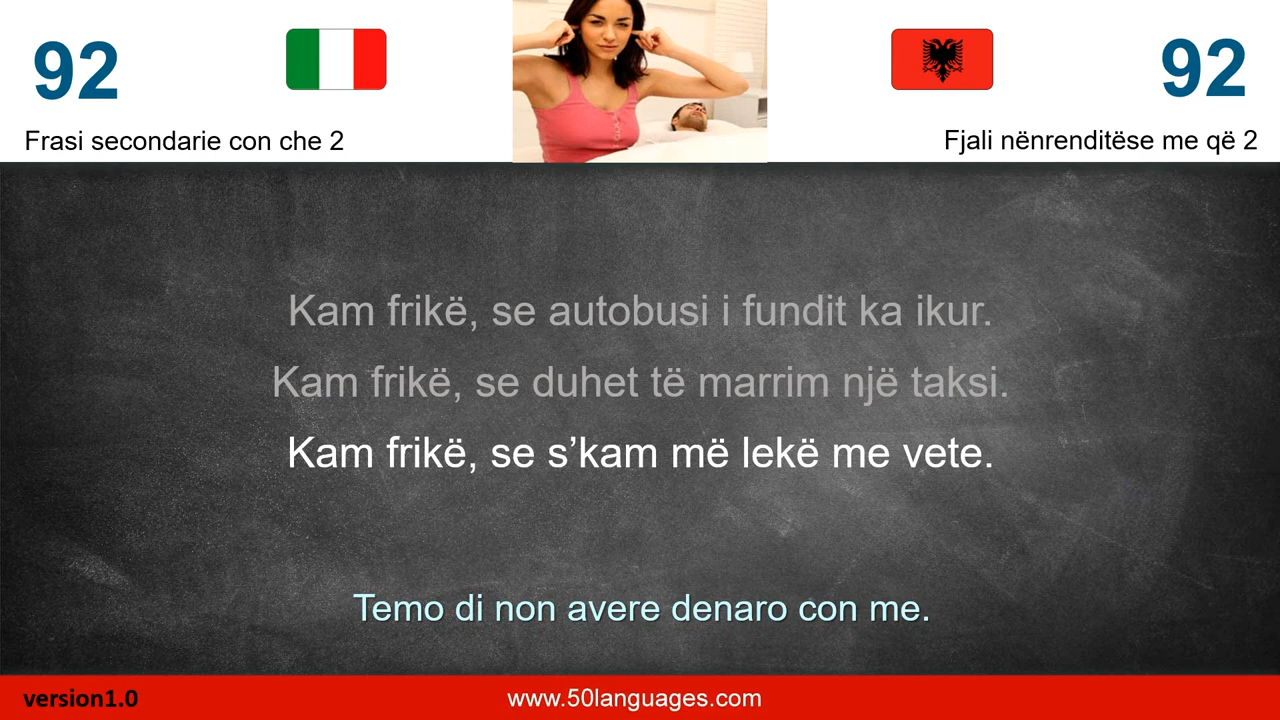 92
92
Frasi secondarie con che 2
Fjali nënrenditëse me që 2
Kam frikë, se autobusi i fundit ka ikur.
Kam frikë, se duhet të marrim një taksi.
Kam frikë, se s’kam më lekë me vete.
Temo di non avere denaro con me.
version1.0
www.50languages.com